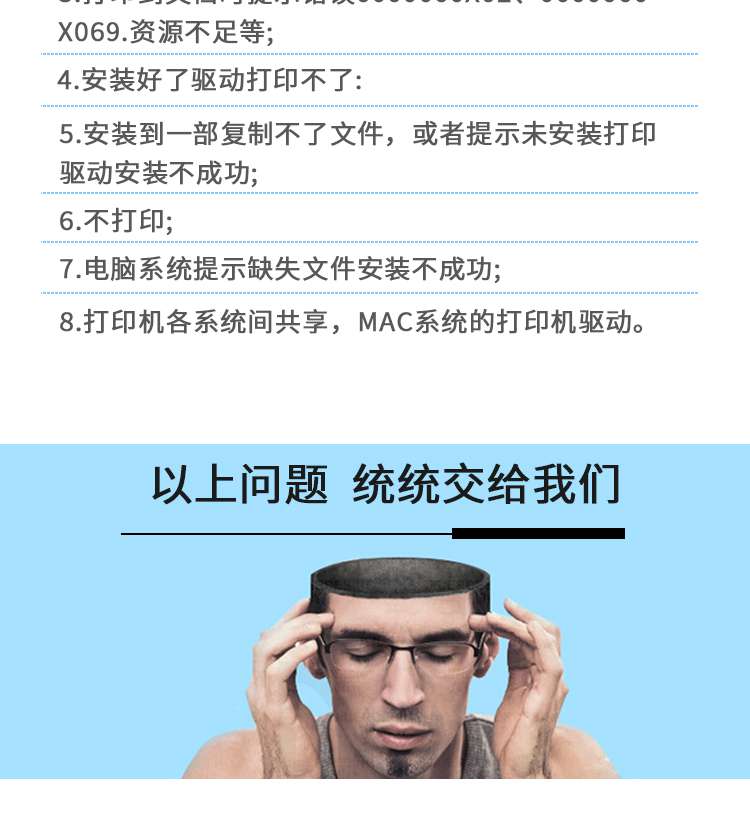 X069.资源不足等;
4.安装好了驱动打印不了:
5.安装到一部复制不了文件，或者提示未安装打印
驱动安装不成功;
6.不打印;
7.电脑系统提示缺失文件安装不成功;
8.打印机各系统间共享，MAC系统的打印机驱动。
以上问题 统统交给我们